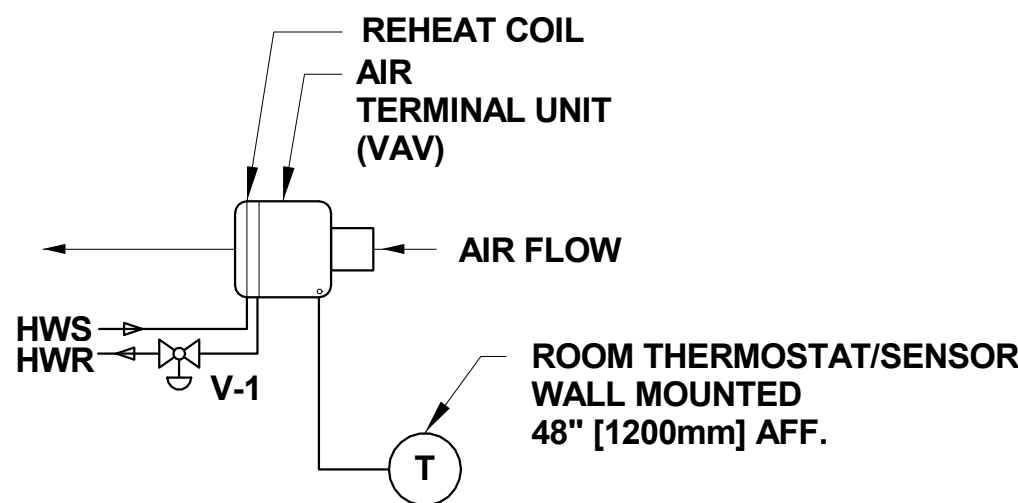 REHEAT COIL
AIR
TERMINAL UNIT
(VAV)
AIR FLOW
HWS
HWR
V-1
ROOM THERMOSTAT/SENSOR
WALL MOUNTED
48" [1200mm] AFF.
T